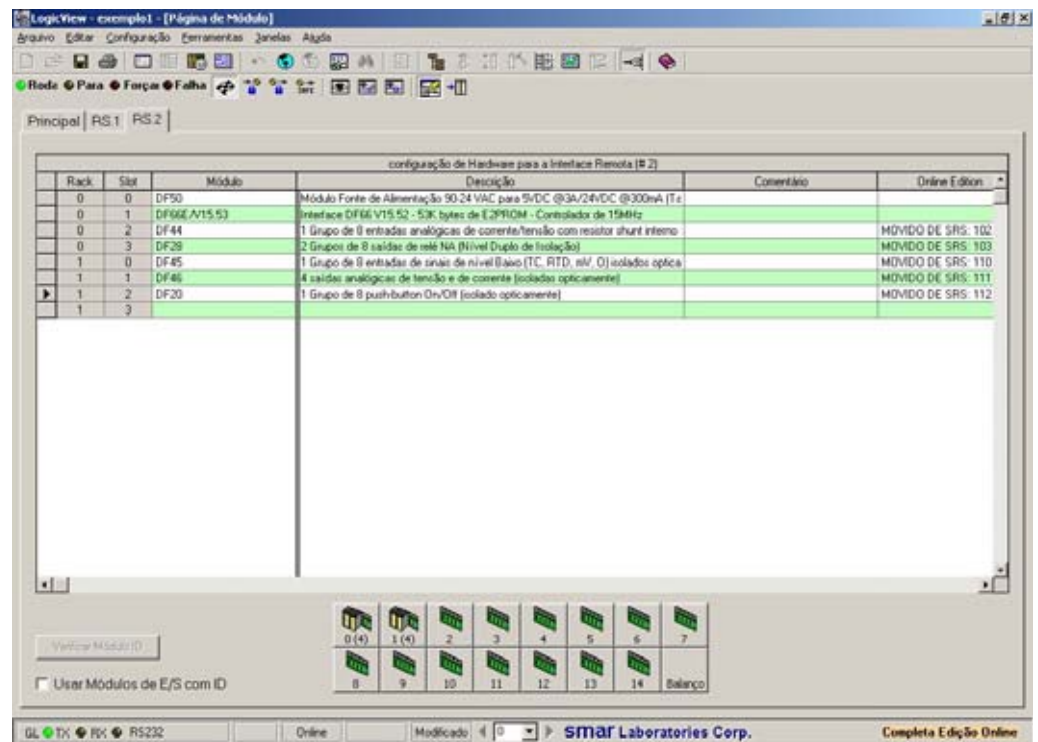 LogicView - exemplo1 - [Página de Módulo]
Arquivo Editar Configuração Ferramentas Janelas Ajuda
Roda Para Forçar Falha
Principal RS.1 RS.2
configuração de Hardware para a Interface Remota (# 2)
Rack Slot Módulo Descrição Comentário Online Edition
0 0 DF50 Módulo Fonte de Alimentação 90-24 VAC para 5VDC @3A/24VDC @300mA (Te
0 1 DF66E/V15.53 Interface DF66 V15.52 - 53K bytes de E2PROM - Controlador de 15MHz
0 2 DF44 1 Grupo de 8 entradas analógicas de corrente/tensão com resistor shunt interno MOVIDO DE SRS: 102
0 3 DF28 2 Grupos de 8 saídas de relé NA (Nível Duplo de Isolação) MOVIDO DE SRS: 103
1 0 DF45 1 Grupo de 8 entradas de sinais de nível Baixo (TC, RTD, mV, O) isolados optica MOVIDO DE SRS: 110
1 1 DF46 4 saídas analógicas de tensão e de corrente (isoladas opticamente) MOVIDO DE SRS: 111
1 2 DF20 1 Grupo de 8 push-button On/Off (isolado opticamente) MOVIDO DE SRS: 112
1 3
0 (4) 1 (4) 2 3 4 5 6 7
Verificar Módulo ID
8 9 10 11 12 13 14 Balanço
Usar Módulos de E/S com ID
GL TX RX RS232 Online Modificado 0 smar Laboratories Corp. Completa Edição Online